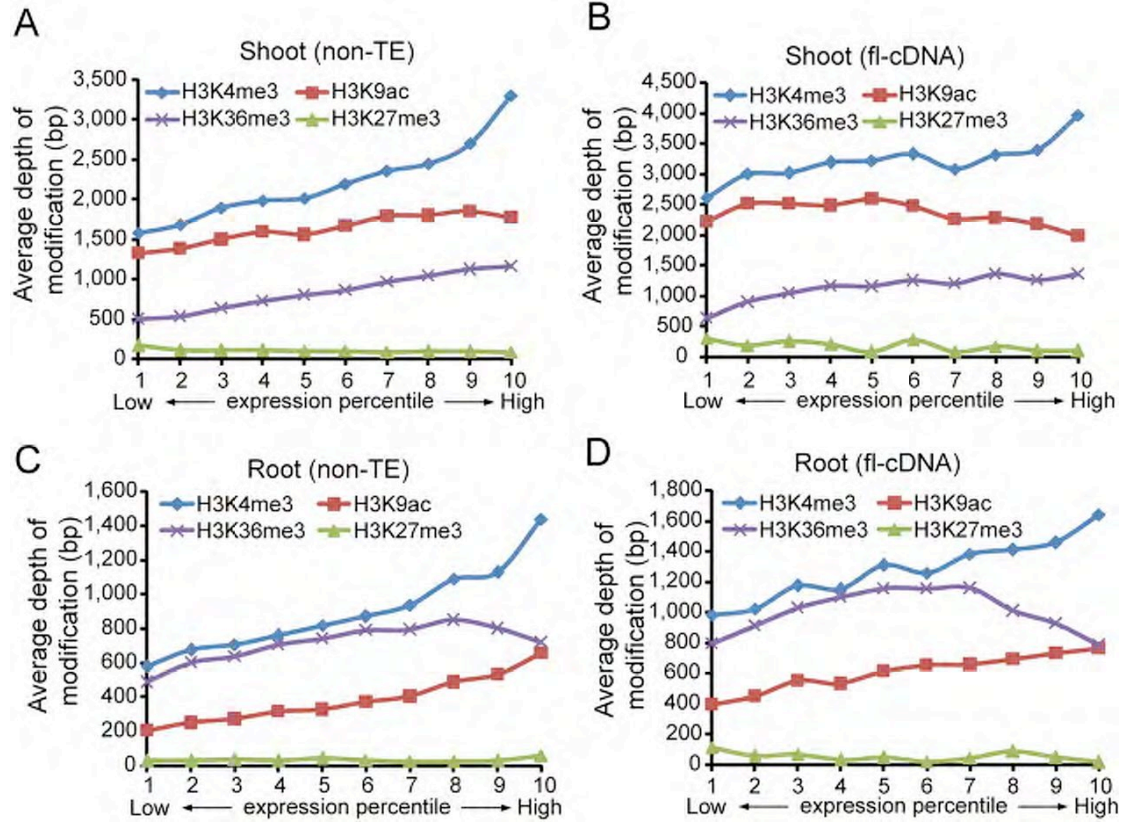 A
Shoot (non-TE)
Average depth of
modification (bp)
3,500
3,000
2,500
2,000
1,500
1,000
500
0
H3K4me3 H3K9ac
H3K36me3 H3K27me3
1 2 3 4 5 6 7 8 9 10
Low expression percentile High
B
Shoot (fl-cDNA)
Average depth of
modification (bp)
4,500
4,000
3,500
3,000
2,500
2,000
1,500
1,000
500
0
H3K4me3 H3K9ac
H3K36me3 H3K27me3
1 2 3 4 5 6 7 8 9 10
Low expression percentile High
C
Root (non-TE)
Average depth of
modification (bp)
1,600
1,400
1,200
1,000
800
600
400
200
0
H3K4me3 H3K9ac
H3K36me3 H3K27me3
1 2 3 4 5 6 7 8 9 10
Low expression percentile High
D
Root (fl-cDNA)
Average depth of
modification (bp)
1,800
1,600
1,400
1,200
1,000
800
600
400
200
0
H3K4me3 H3K9ac
H3K36me3 H3K27me3
1 2 3 4 5 6 7 8 9 10
Low expression percentile High